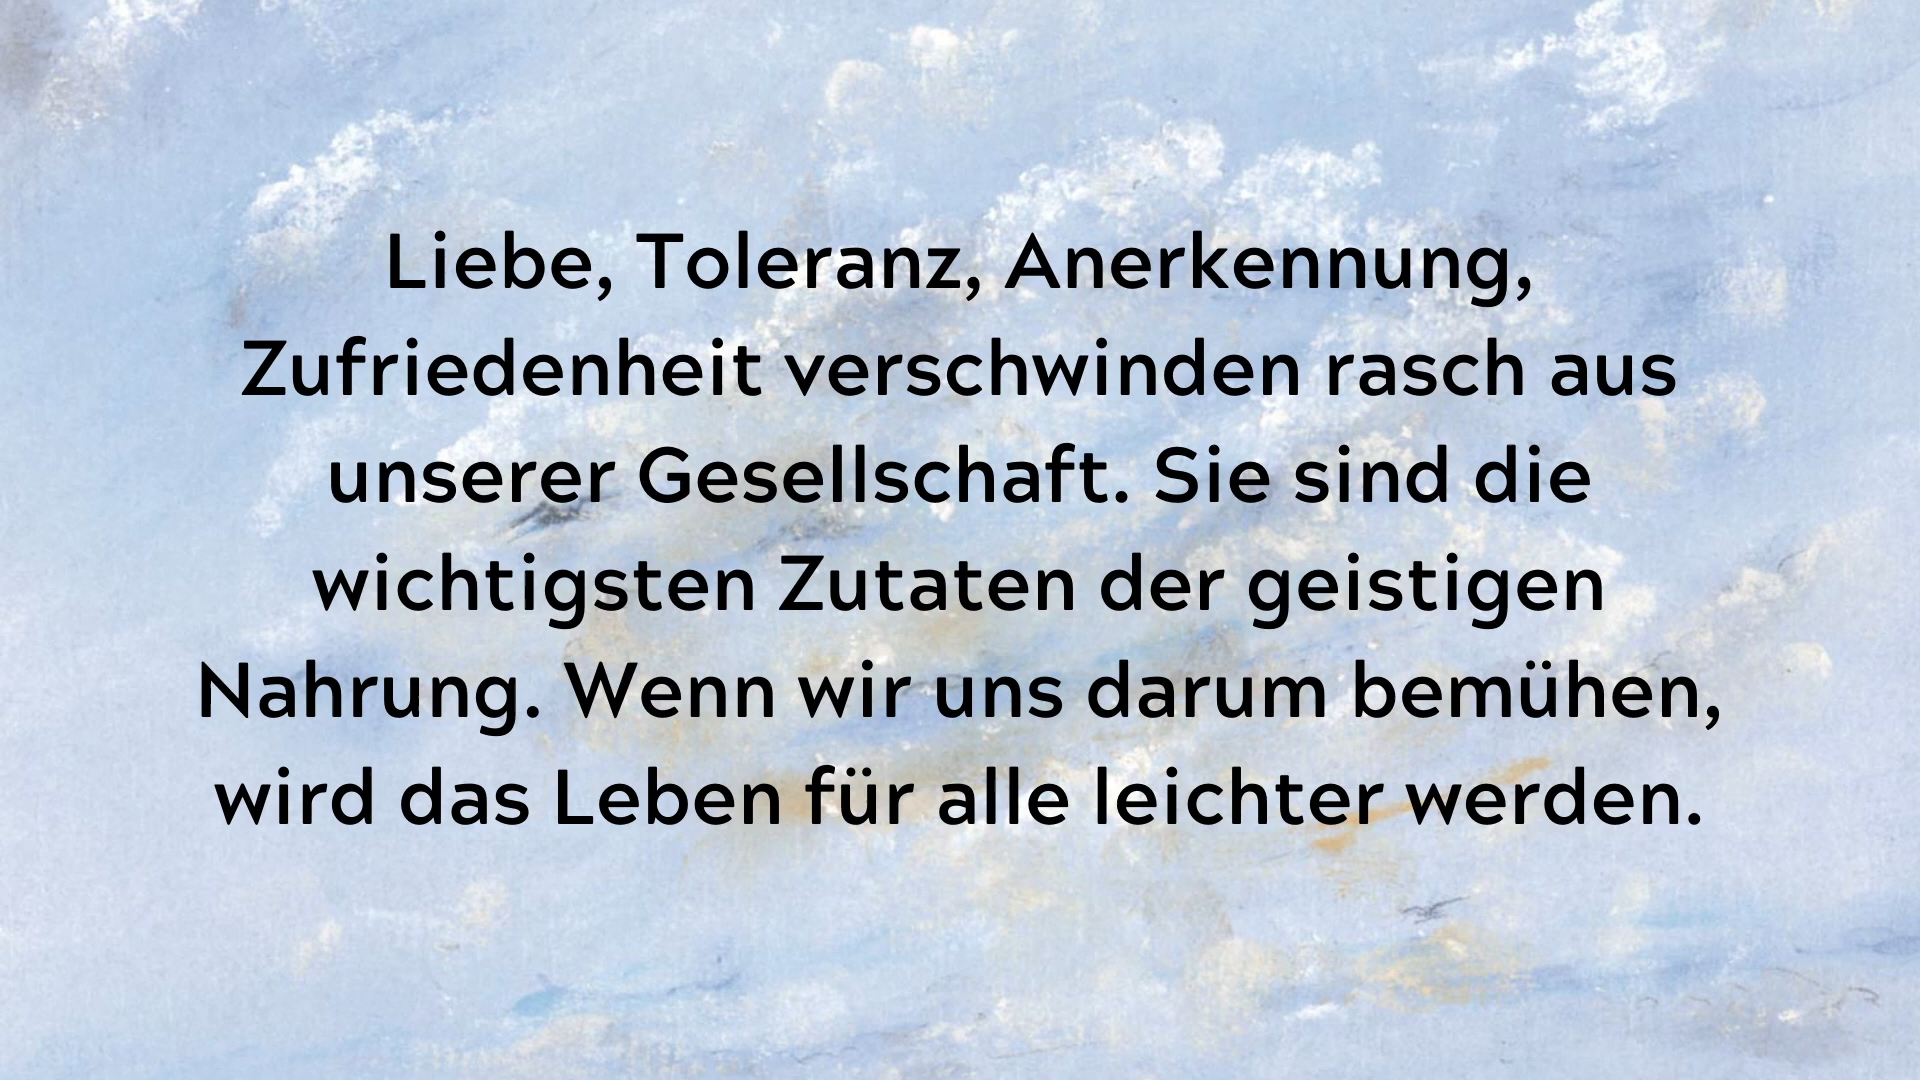 Liebe, Toleranz, Anerkennung,
Zufriedenheit verschwinden rasch aus
unserer Gesellschaft. Sie sind die
wichtigsten Zutaten der geistigen
Nahrung. Wenn wir uns darum bemühen,
wird das Leben für alle leichter werden.